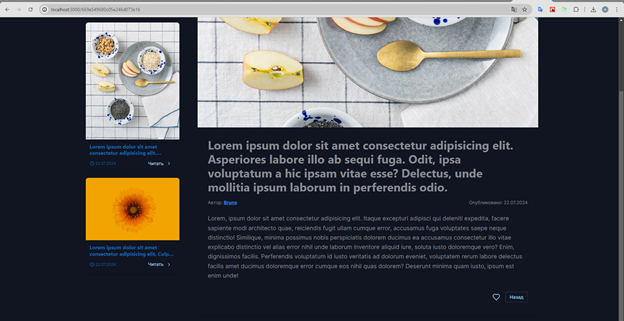 localhost:3000/669e549880c05e246d073e16
Lorem ipsum dolor sit amet
consectetur adipisicing elit....
22.07.2024
Читать
Lorem ipsum dolor sit amet
consectetur adipisicing elit. Culp...
22.07.2024
Читать
Lorem ipsum dolor sit amet consectetur adipisicing elit.
Asperiores labore illo ab sequi fuga. Odit, ipsa
voluptatum a hic ipsam vitae esse? Delectus, unde
mollitia ipsum laborum in perferendis odio.
Автор: Bruno
Опубликовано: 22.07.2024
Lorem, ipsum dolor sit amet consectetur adipisicing elit. Itaque excepturi adipisci qui deleniti expedita, facere
sapiente modi architecto quae, reiciendis fugit ullam cumque error, accusamus fuga voluptates saepe neque
distinctio! Similique, minima possimus nobis perspiciatis dolorem ducimus ea accusamus consectetur illo vitae
explicabo distinctio vel alias error nihil unde laborum inventore aliquid iure, soluta iusto doloremque vero? Enim,
dignissimos facilis. Perferendis voluptatum id iusto veritatis ad dolorum eveniet, voluptatem rerum labore delectus
facilis amet ducimus doloremque error cumque eos nihil quas dolorem? Deserunt minima quam iusto, ipsum est
enim unde!
Назад